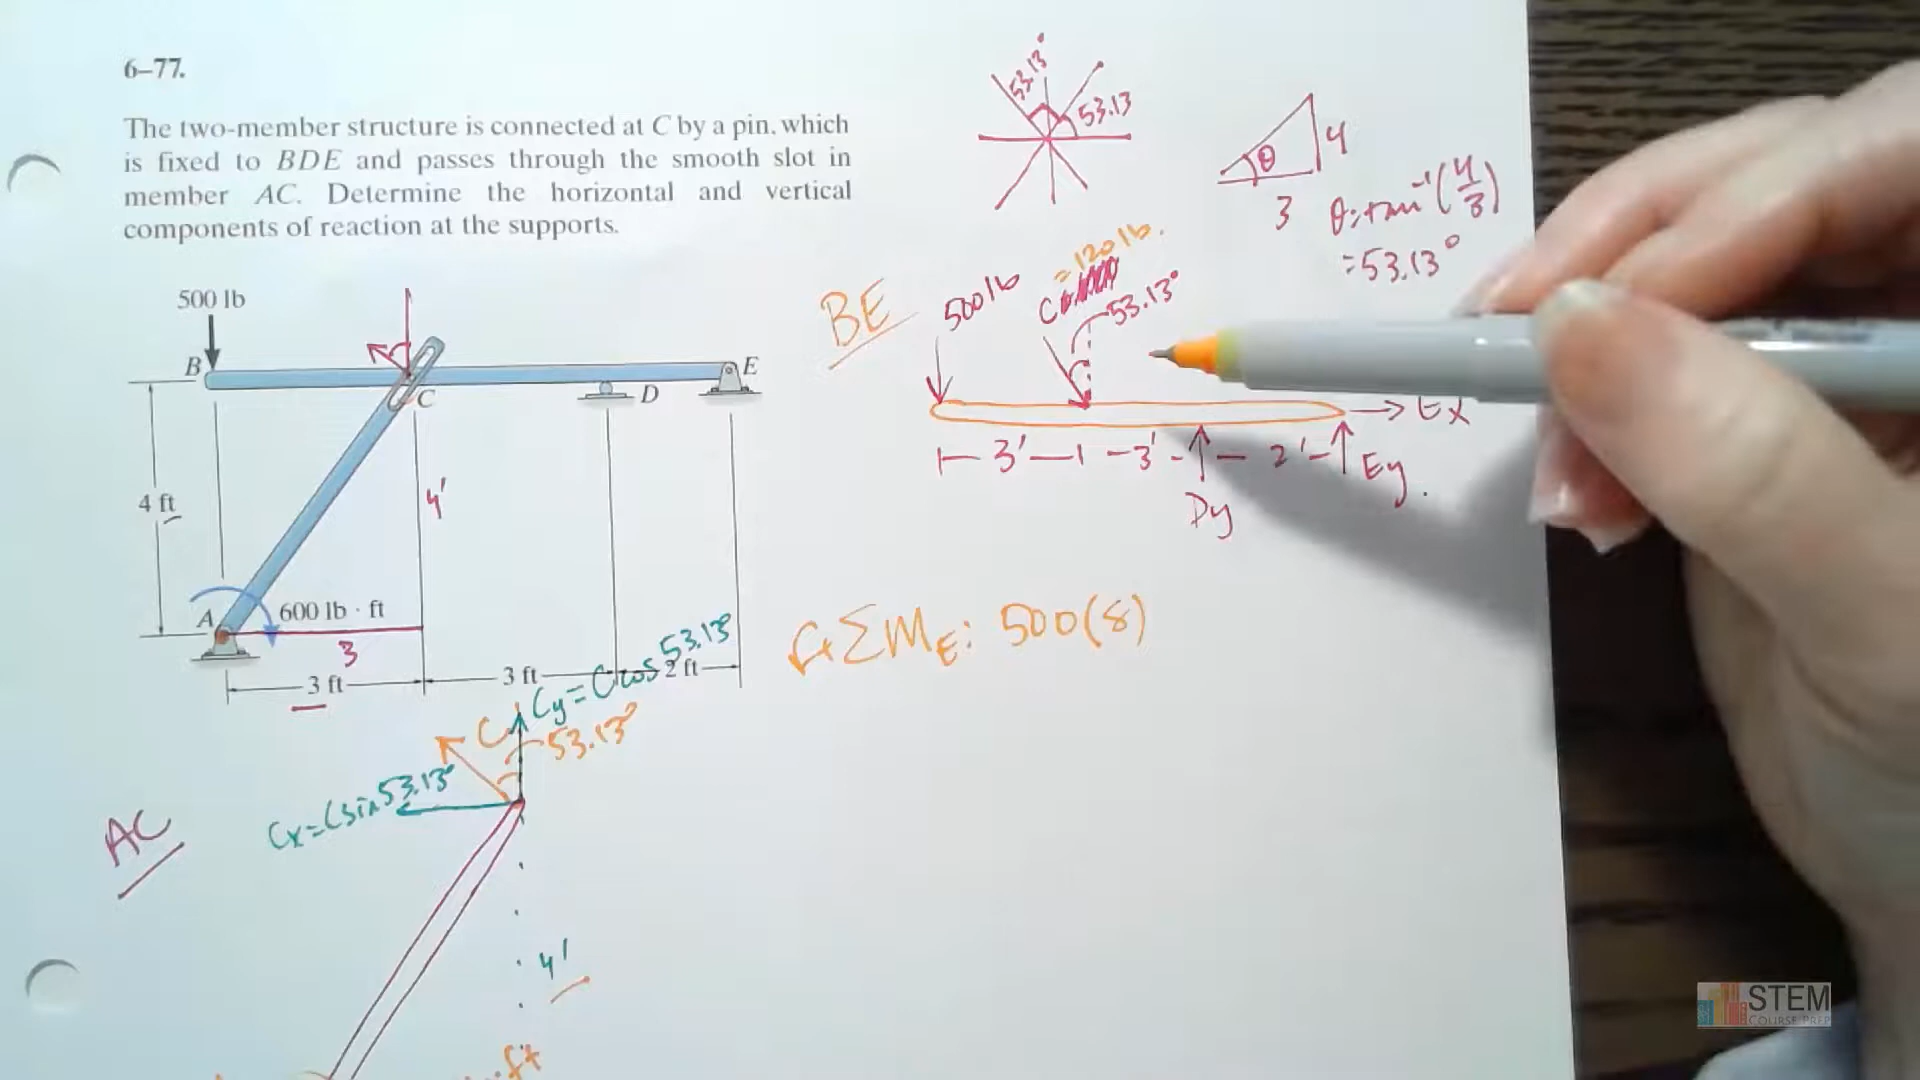 6–77.
The two-member structure is connected at C by a pin, which
is fixed to BDE and passes through the smooth slot in
member AC. Determine the horizontal and vertical
components of reaction at the supports.
500 lb
B
C
D
E
4 ft
4'
A
600 lb · ft
3
3 ft
3 ft
2 ft
53.13°
53.13
θ
4
3
θ = tan⁻¹(4/3)
= 53.13°
BE
500 lb
C
= 120 lb.
53.13°
Ex
3'
3'
2'
Ey.
Dy
↶+ ΣM_E: 500(8)
AC
C
53.13°
Cy = C cos 53.13°
Cx = C sin 53.13°
4'
ft
STEM
COURSE PREP